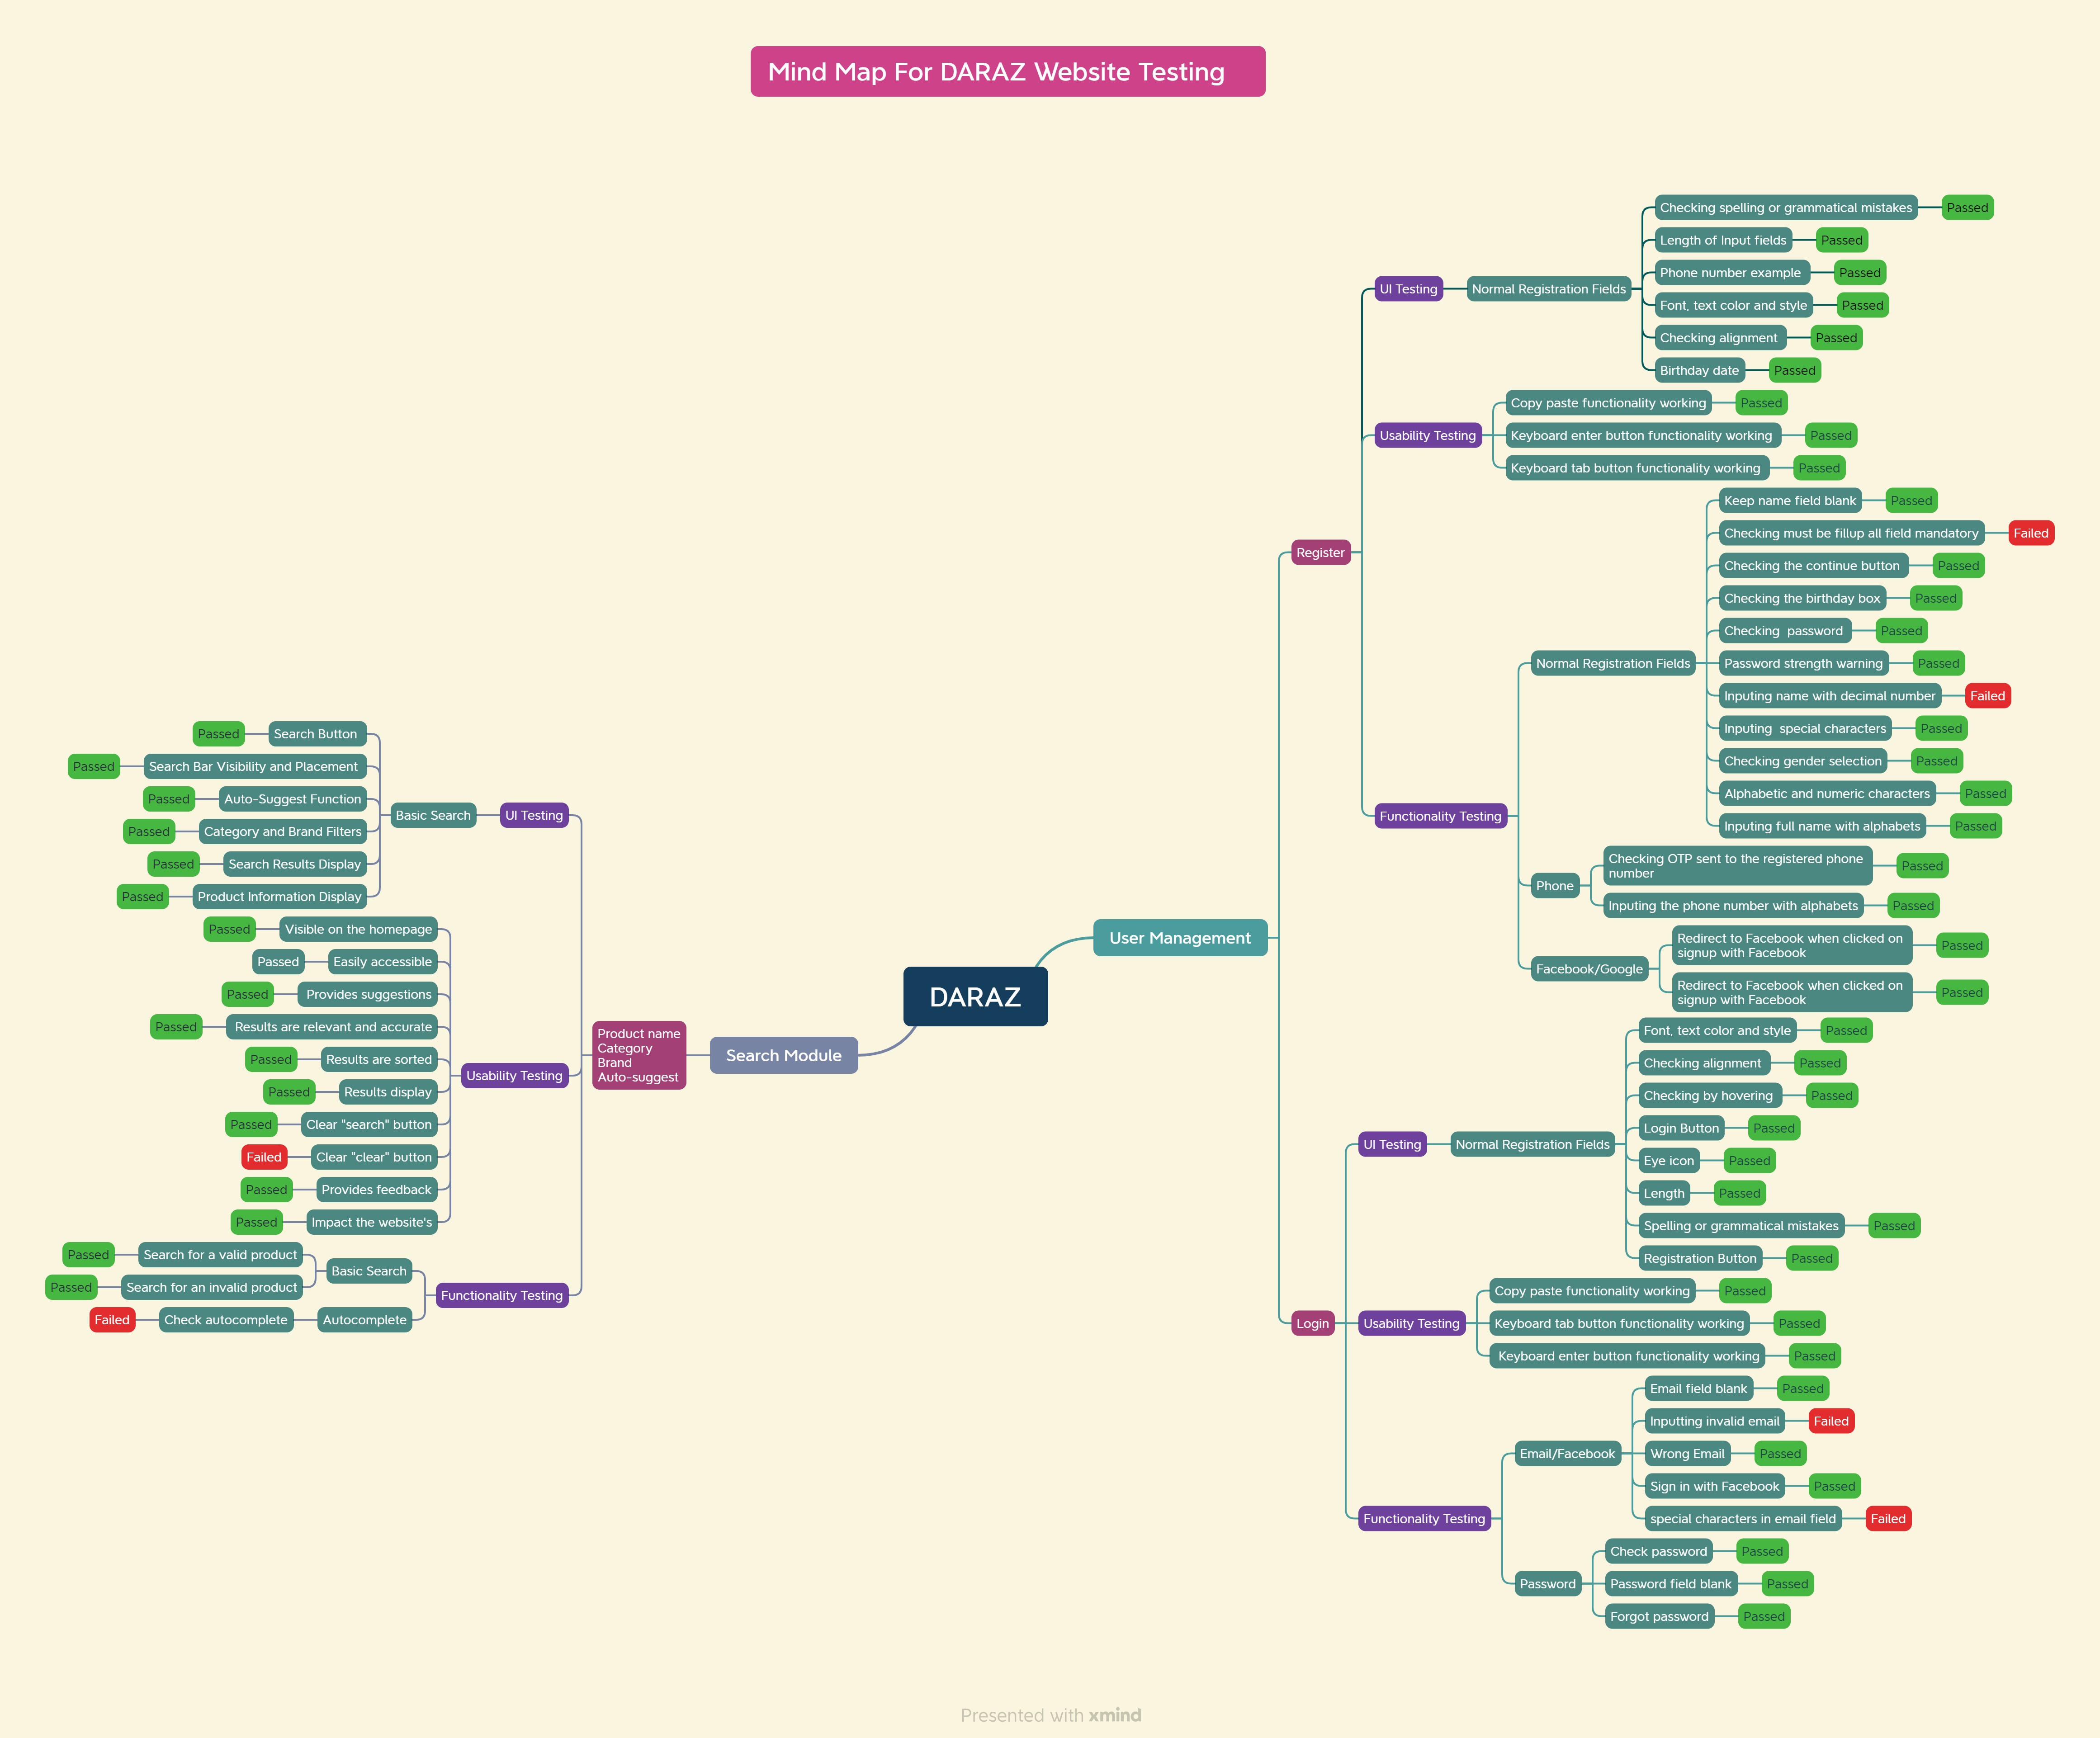 Mind Map For DARAZ Website Testing
DARAZ
User Management
Register
UI Testing
Normal Registration Fields
Checking spelling or grammatical mistakes
Passed
Length of Input fields
Passed
Phone number example
Passed
Font, text color and style
Passed
Checking alignment
Passed
Birthday date
Passed
Usability Testing
Copy paste functionality working
Passed
Keyboard enter button functionality working
Passed
Keyboard tab button functionality working
Passed
Functionality Testing
Normal Registration Fields
Keep name field blank
Passed
Checking must be fillup all field mandatory
Failed
Checking the continue button
Passed
Checking the birthday box
Passed
Checking  password
Passed
Password strength warning
Passed
Inputing name with decimal number
Failed
Inputing  special characters
Passed
Checking gender selection
Passed
Alphabetic and numeric characters
Passed
Inputing full name with alphabets
Passed
Phone
Checking OTP sent to the registered phone
number
Passed
Inputing the phone number with alphabets
Passed
Facebook/Google
Redirect to Facebook when clicked on
signup with Facebook
Passed
Redirect to Facebook when clicked on
signup with Facebook
Passed
Login
UI Testing
Normal Registration Fields
Font, text color and style
Passed
Checking alignment
Passed
Checking by hovering
Passed
Login Button
Passed
Eye icon
Passed
Length
Passed
Spelling or grammatical mistakes
Passed
Registration Button
Passed
Usability Testing
Copy paste functionality working
Passed
Keyboard tab button functionality working
Passed
Keyboard enter button functionality working
Passed
Functionality Testing
Email/Facebook
Email field blank
Passed
Inputting invalid email
Failed
Wrong Email
Passed
Sign in with Facebook
Passed
special characters in email field
Failed
Password
Check password
Passed
Password field blank
Passed
Forgot password
Passed
Search Module
Product name
Category
Brand
Auto-suggest
UI Testing
Basic Search
Search Button
Passed
Search Bar Visibility and Placement
Passed
Auto-Suggest Function
Passed
Category and Brand Filters
Passed
Search Results Display
Passed
Product Information Display
Passed
Usability Testing
Visible on the homepage
Passed
Easily accessible
Passed
Provides suggestions
Passed
Results are relevant and accurate
Passed
Results are sorted
Passed
Results display
Passed
Clear "search" button
Passed
Clear "clear" button
Failed
Provides feedback
Passed
Impact the website's
Passed
Functionality Testing
Basic Search
Search for a valid product
Passed
Search for an invalid product
Passed
Autocomplete
Check autocomplete
Failed
Presented with xmind